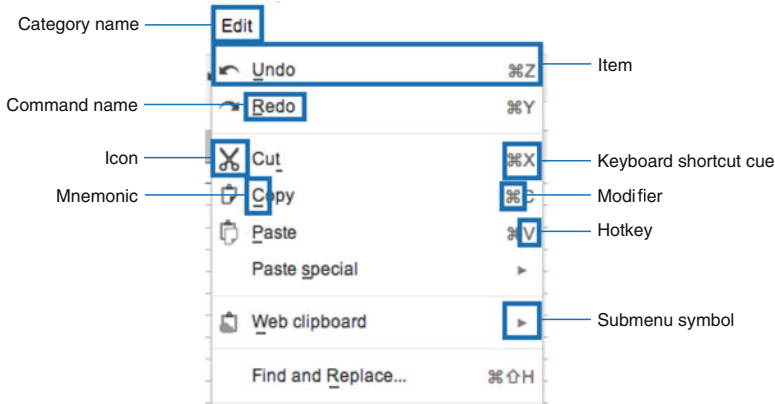 Category name
Edit
Undo ⌘Z
Item
Command name
Redo ⌘Y
Icon
Cut ⌘X
Keyboard shortcut cue
Mnemonic
Copy ⌘C
Modifier
Paste ⌘V
Hotkey
Paste special ▸
Web clipboard ▸
Submenu symbol
Find and Replace... ⌘⇧H